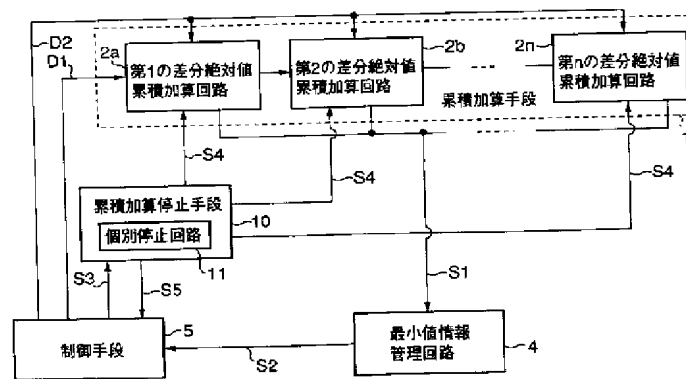 D2
D1
2a
第1の差分絶対値
累積加算回路
第2の差分絶対値
累積加算回路
2b
2n
第nの差分絶対値
累積加算回路
累積加算手段
S4
S4
S4
累積加算停止手段
個別停止回路
10
11
S3
S5
S1
制御手段
5
S2
最小値情報
管理回路
4